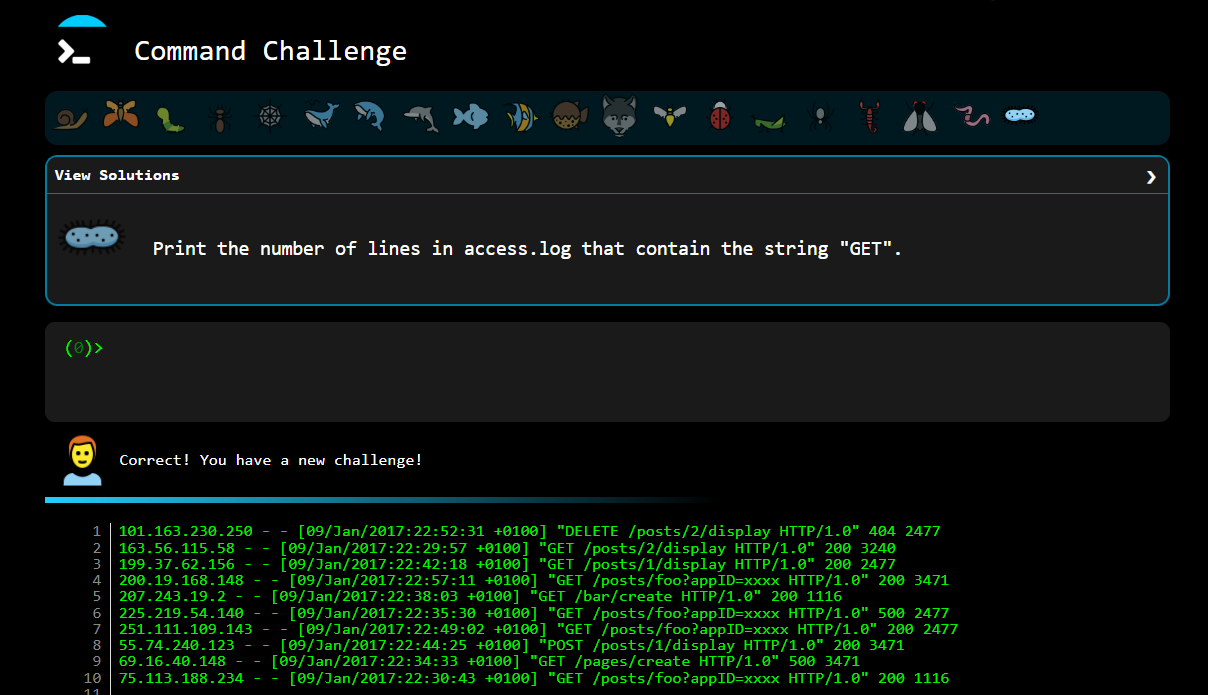 Command Challenge
View Solutions
Print the number of lines in access.log that contain the string "GET".
(0)>
Correct! You have a new challenge!
1 101.163.230.250 - - [09/Jan/2017:22:52:31 +0100] "DELETE /posts/2/display HTTP/1.0" 404 2477
2 163.56.115.58 - - [09/Jan/2017:22:29:57 +0100] "GET /posts/2/display HTTP/1.0" 200 3240
3 199.37.62.156 - - [09/Jan/2017:22:42:18 +0100] "GET /posts/1/display HTTP/1.0" 200 2477
4 200.19.168.148 - - [09/Jan/2017:22:57:11 +0100] "GET /posts/foo?appID=xxxx HTTP/1.0" 200 3471
5 207.243.19.2 - - [09/Jan/2017:22:38:03 +0100] "GET /bar/create HTTP/1.0" 200 1116
6 225.219.54.140 - - [09/Jan/2017:22:35:30 +0100] "GET /posts/foo?appID=xxxx HTTP/1.0" 500 2477
7 251.111.109.143 - - [09/Jan/2017:22:49:02 +0100] "GET /posts/foo?appID=xxxx HTTP/1.0" 200 2477
8 55.74.240.123 - - [09/Jan/2017:22:44:25 +0100] "POST /posts/1/display HTTP/1.0" 200 3471
9 69.16.40.148 - - [09/Jan/2017:22:34:33 +0100] "GET /pages/create HTTP/1.0" 500 3471
10 75.113.188.234 - - [09/Jan/2017:22:30:43 +0100] "GET /posts/foo?appID=xxxx HTTP/1.0" 200 1116
11